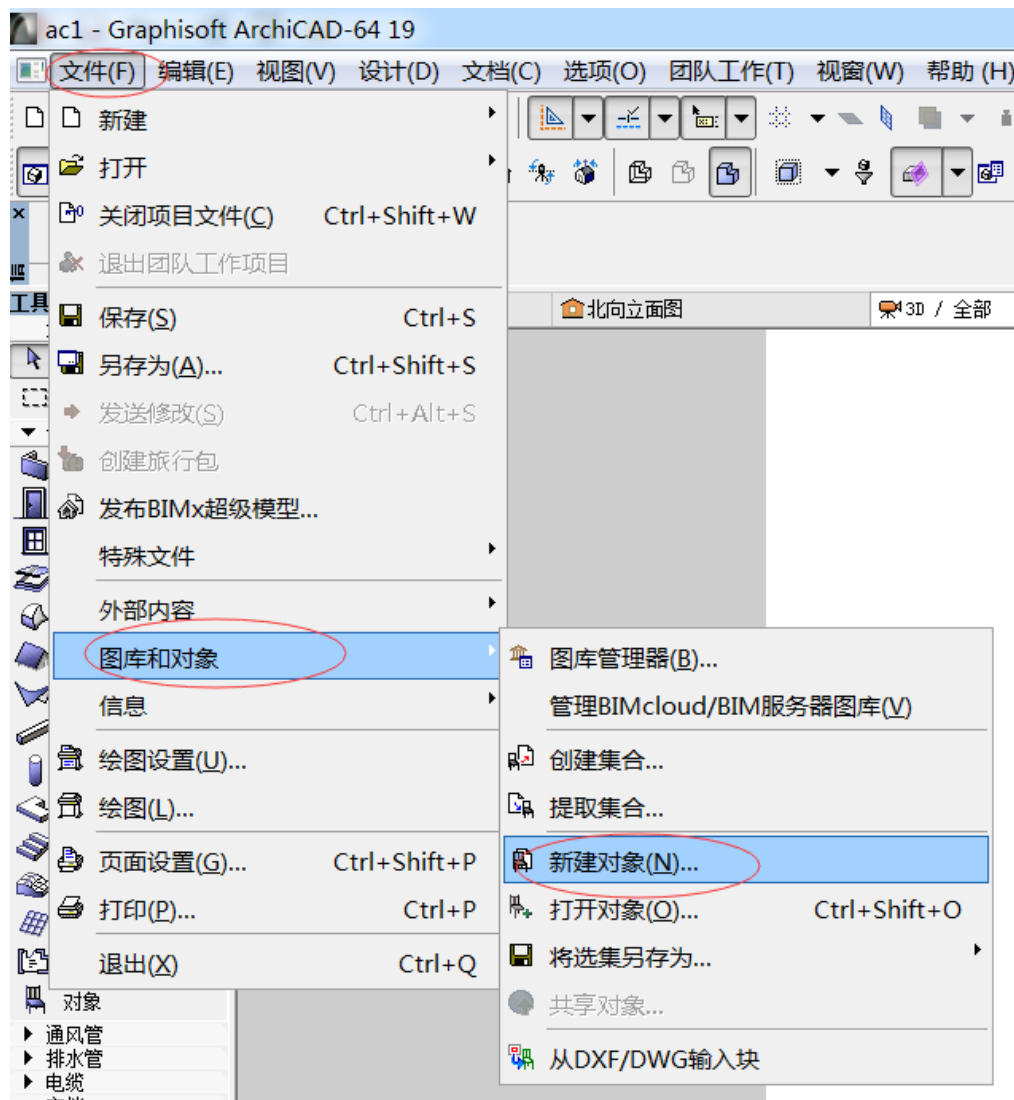 ac1 - Graphisoft ArchiCAD-64 19
文件(F) 编辑(E) 视图(V) 设计(D) 文档(C) 选项(O) 团队工作(T) 视窗(W) 帮助 (H)
新建
打开
关闭项目文件(C) Ctrl+Shift+W
退出团队工作项目
工具
北向立面图
3D / 全部
保存(S) Ctrl+S
另存为(A)... Ctrl+Shift+S
发送修改(S) Ctrl+Alt+S
创建旅行包
发布BIMx超级模型...
特殊文件
外部内容
图库和对象
信息
绘图设置(U)...
绘图(L)...
页面设置(G)... Ctrl+Shift+P
打印(P)... Ctrl+P
退出(X) Ctrl+Q
图库管理器(B)...
管理BIMcloud/BIM服务器图库(V)
创建集合...
提取集合...
新建对象(N)...
打开对象(O)... Ctrl+Shift+O
将选集另存为...
共享对象...
从DXF/DWG输入块
对象
通风管
排水管
电缆